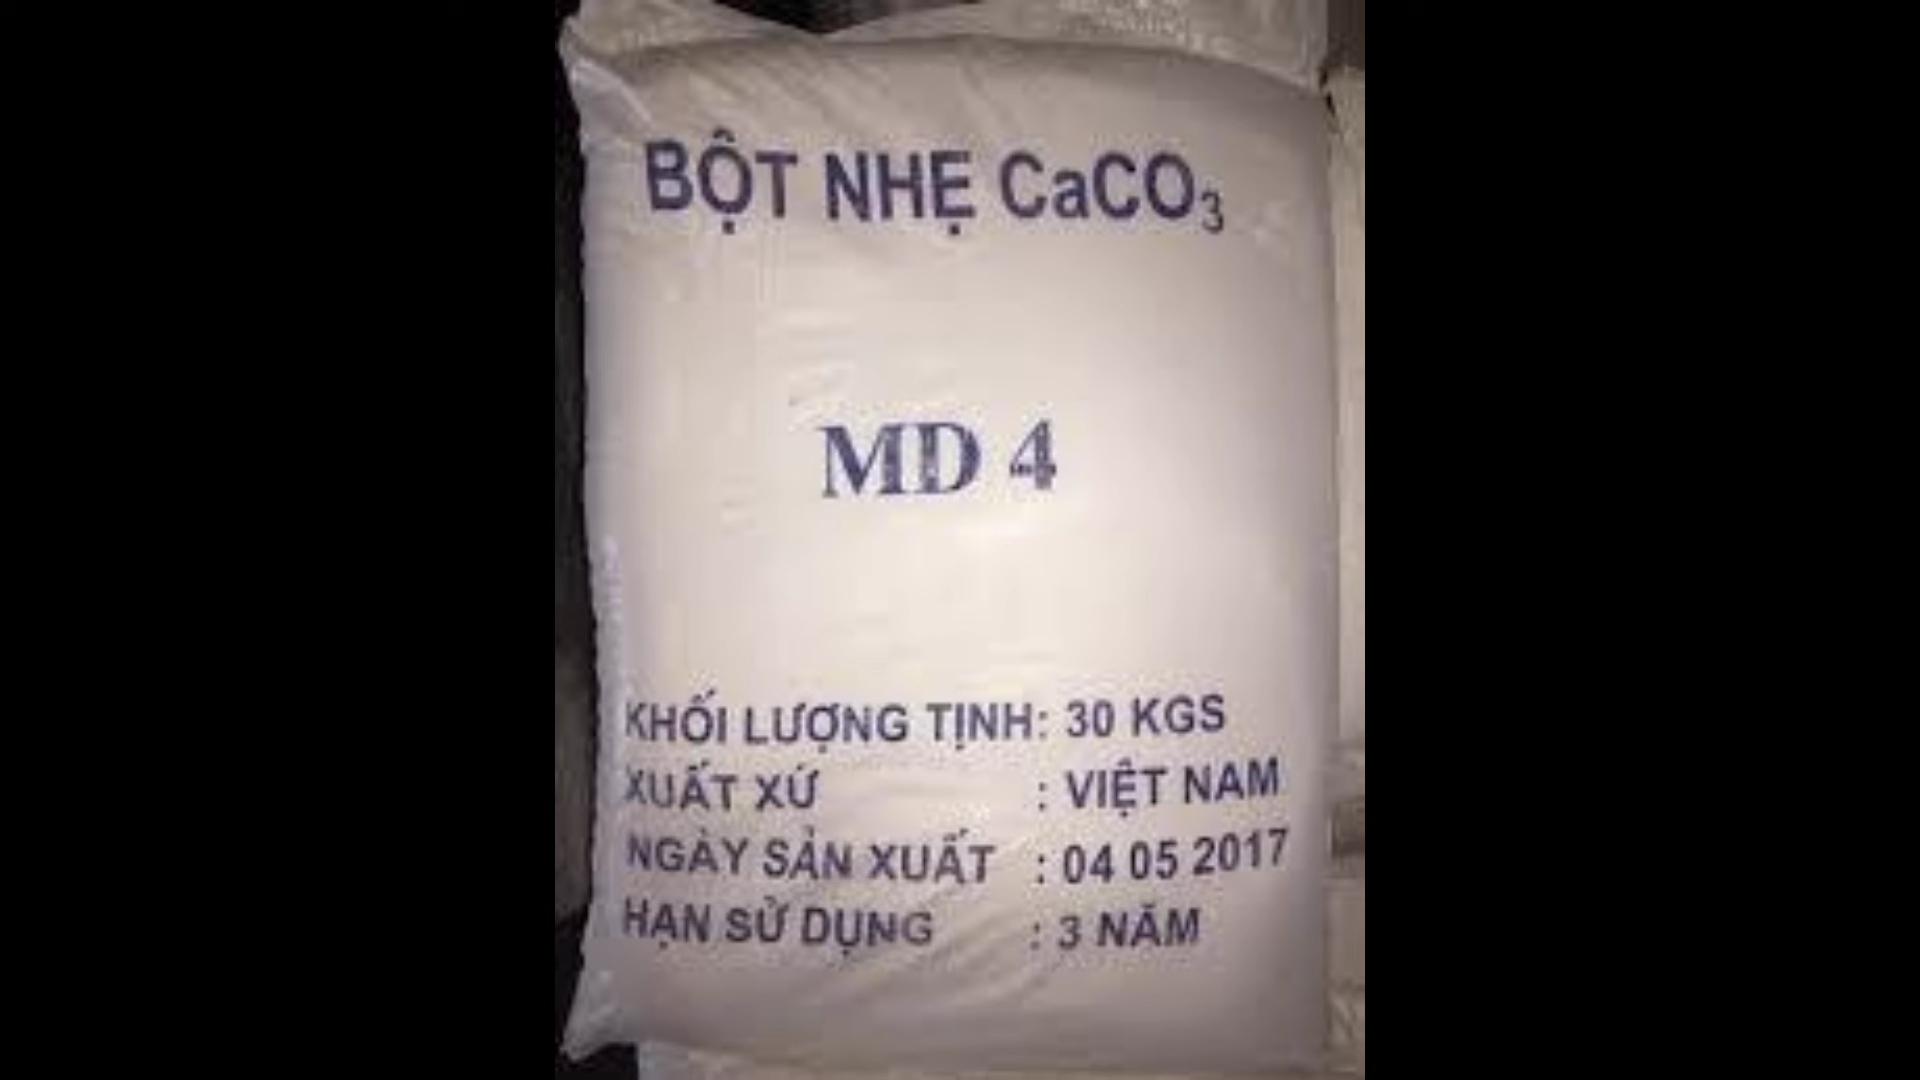 BỘT NHẸ CaCO₃
MD 4
KHỐI LƯỢNG TỊNH: 30 KGS
XUẤT XỨ : VIỆT NAM
NGÀY SẢN XUẤT : 04 05 2017
HẠN SỬ DỤNG : 3 NĂM